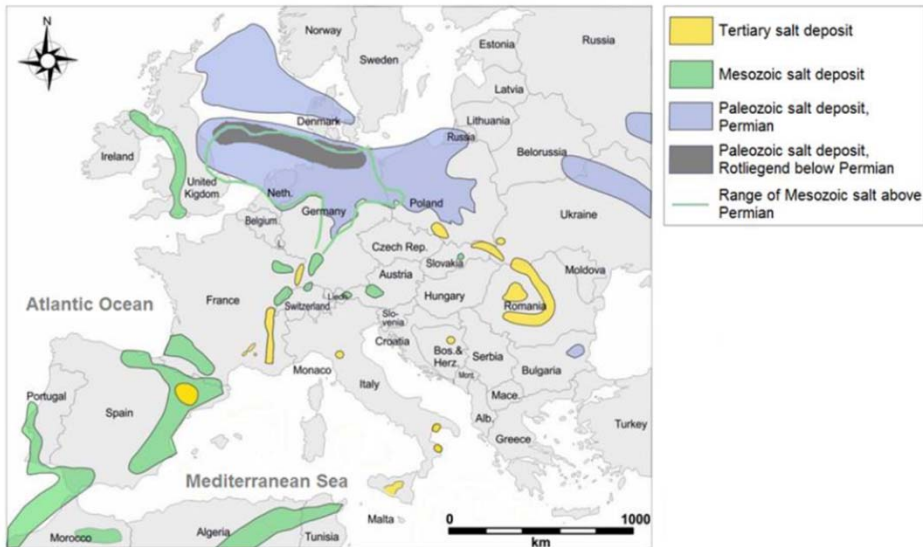 N
Norway
Sweden
Estonia
Russia
Latvia
Lithuania
Russia
Belorussia
Denmark
Ireland
United
Kingdom
Neth.
Belgium
L
Germany
Poland
Ukraine
Czech Rep.
Slovakia
Austria
Moldova
France
Switzerland
Liech.
Hungary
Romania
Slo-
venia
Croatia
Atlantic Ocean
Bos.&
Herz.
Serbia
Mont.
Bulgaria
Monaco
Italy
Mace.
Alb.
Greece
Turkey
Portugal
Spain
Mediterranean Sea
Malta
Morocco
Algeria
Tunisia
0
1000
km
Tertiary salt deposit
Mesozoic salt deposit
Paleozoic salt deposit,
Permian
Paleozoic salt deposit,
Rotliegend below Permian
Range of Mesozoic salt above
Permian